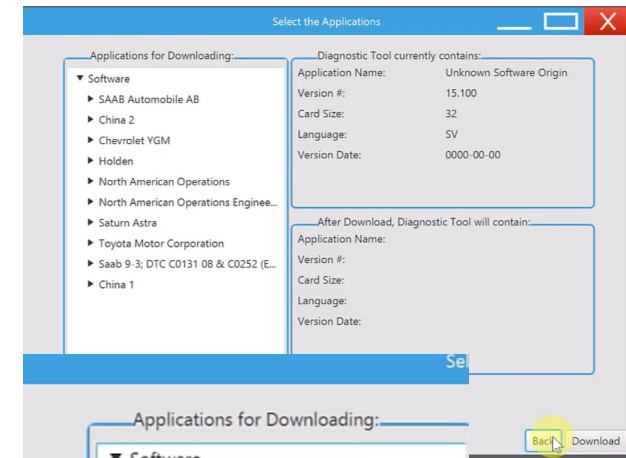 Select the Applications
Applications for Downloading:
Software
SAAB Automobile AB
China 2
Chevrolet YGM
Holden
North American Operations
North American Operations Enginee...
Saturn Astra
Toyota Motor Corporation
Saab 9-3; DTC C0131 08 & C0252 (E...
China 1
Diagnostic Tool currently contains:
Application Name: Unknown Software Origin
Version #: 15.100
Card Size: 32
Language: SV
Version Date: 0000-00-00
After Download, Diagnostic Tool will contain:
Application Name:
Version #:
Card Size:
Language:
Version Date:
Sel
Applications for Downloading:
Software
Back Download